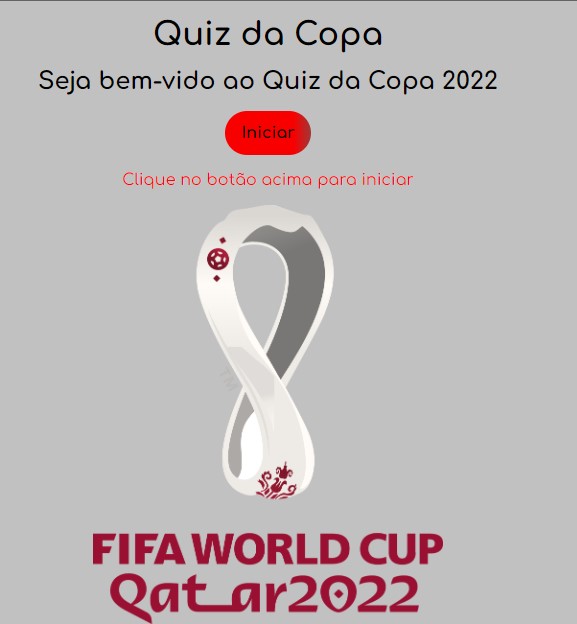 Quiz da Copa
Seja bem-vido ao Quiz da Copa 2022
Iniciar
Clique no botão acima para iniciar
TM
FIFA WORLD CUP
Qatar2022